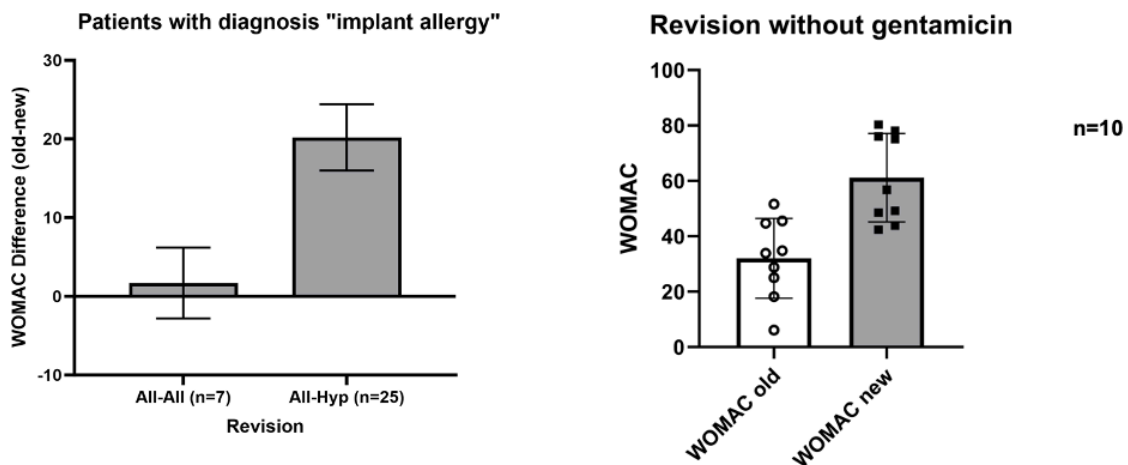 Patients with diagnosis "implant allergy"
WOMAC Difference (old-new)
30
20
10
0
-10
All-All (n=7)
All-Hyp (n=25)
Revision
Revision without gentamicin
WOMAC
100
80
60
40
20
0
WOMAC old
WOMAC new
n=10